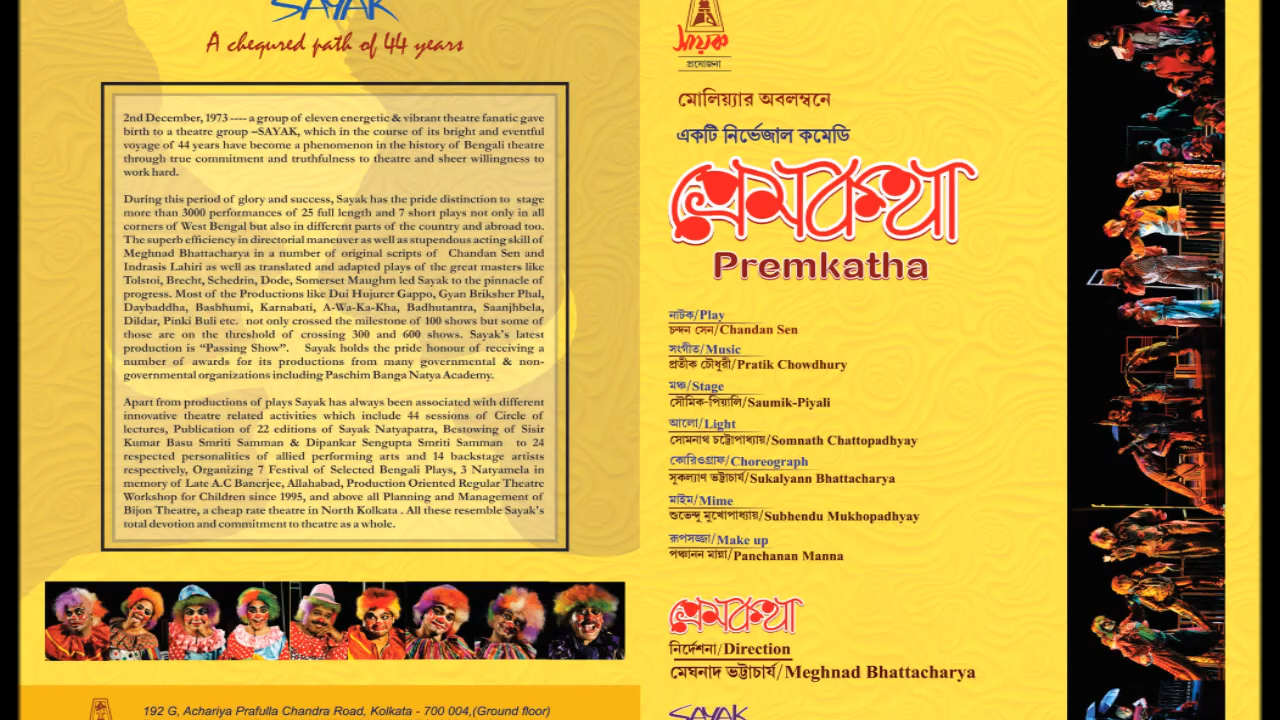 SAYAK
A chequred path of 44 years
2nd December, 1973 ---- a group of eleven energetic & vibrant theatre fanatic gave
birth to a theatre group –SAYAK, which in the course of its bright and eventful
voyage of 44 years have become a phenomenon in the history of Bengali theatre
through true commitment and truthfulness to theatre and sheer willingness to
work hard.
During this period of glory and success, Sayak has the pride distinction to stage
more than 3000 performances of 25 full length and 7 short plays not only in all
corners of West Bengal but also in different parts of the country and abroad too.
The superb efficiency in directorial maneuver as well as stupendous acting skill of
Meghnad Bhattacharya in a number of original scripts of Chandan Sen and
Indrasis Lahiri as well as translated and adapted plays of the great masters like
Tolstoi, Brecht, Schedrin, Dode, Somerset Maughm led Sayak to the pinnacle of
progress. Most of the Productions like Dui Hujurer Gappo, Gyan Briksher Phal,
Daybaddha, Basbhumi, Karnabati, A-Wa-Ka-Kha, Badhutantra, Saanjhbela,
Dildar, Pinki Buli etc. not only crossed the milestone of 100 shows but some of
those are on the threshold of crossing 300 and 600 shows. Sayak's latest
production is “Passing Show”. Sayak holds the pride honour of receiving a
number of awards for its productions from many governmental & non-
governmental organizations including Paschim Banga Natya Academy.
Apart from productions of plays Sayak has always been associated with different
innovative theatre related activities which include 44 sessions of Circle of
lectures, Publication of 22 editions of Sayak Natyapatra, Bestowing of Sisir
Kumar Basu Smriti Samman & Dipankar Sengupta Smriti Samman to 24
respected personalities of allied performing arts and 14 backstage artists
respectively, Organizing 7 Festival of Selected Bengali Plays, 3 Natyamela in
memory of Late A.C Banerjee, Allahabad, Production Oriented Regular Theatre
Workshop for Children since 1995, and above all Planning and Management of
Bijon Theatre, a cheap rate theatre in North Kolkata . All these resemble Sayak's
total devotion and commitment to theatre as a whole.
192 G, Achariya Prafulla Chandra Road, Kolkata - 700 004 (Ground floor)
সায়ক
প্রযোজনা
মোলিয়্যার অবলম্বনে
একটি নির্ভেজাল কমেডি
প্রেমকথা
Premkatha
নাটক/Play
চন্দন সেন/Chandan Sen
সংগীত/Music
প্রতীক চৌধুরী/Pratik Chowdhury
মঞ্চ/Stage
সৌমিক-পিয়ালি/Saumik-Piyali
আলো/Light
সোমনাথ চট্টোপাধ্যায়/Somnath Chattopadhyay
কোরিওগ্রাফ/Choreograph
সুকল্যাণ ভট্টাচার্য/Sukalyann Bhattacharya
মাইম/Mime
শুভেন্দু মুখোপাধ্যায়/Subhendu Mukhopadhyay
রূপসজ্জা/Make up
পঞ্চানন মান্না/Panchanan Manna
প্রেমকথা
নির্দেশনা/Direction
মেঘনাদ ভট্টাচার্য/Meghnad Bhattacharya
SAYAK